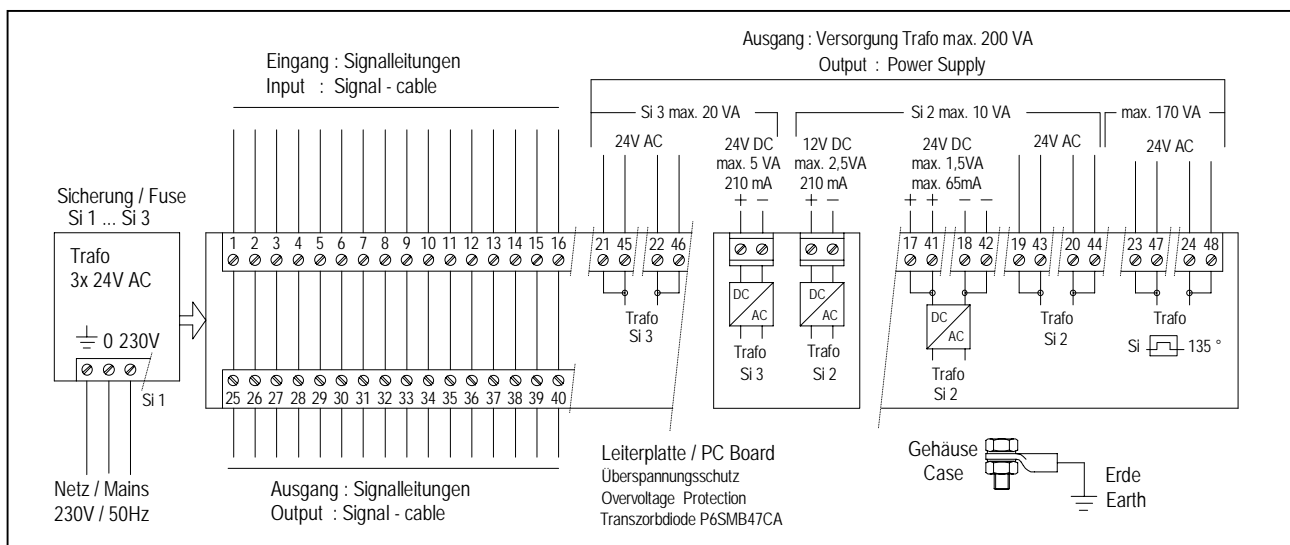 Ausgang : Versorgung Trafo max. 200 VA
Output : Power Supply
Eingang : Signalleitungen
Input : Signal - cable
Si 3 max. 20 VA
Si 2 max. 10 VA
max. 170 VA
24V AC
24V DC
max. 5 VA
210 mA
12V DC
max. 2,5VA
210 mA
24V DC
max. 1,5VA
max. 65mA
24V AC
24V AC
+ − + − + + − −
Sicherung / Fuse
Si 1 ... Si 3
Trafo
3x 24V AC
0 230V
Si 1
Netz / Mains
230V / 50Hz
1 2 3 4 5 6 7 8 9 10 11 12 13 14 15 16
21 45 22 46
17 41 18 42 19 43 20 44 23 47 24 48
Trafo
Si 3
DC
AC
Trafo
Si 3
DC
AC
Trafo
Si 2
DC
AC
Trafo
Si 2
Trafo
Si 2
Trafo
Si 135 °
25 26 27 28 29 30 31 32 33 34 35 36 37 38 39 40
Ausgang : Signalleitungen
Output : Signal - cable
Leiterplatte / PC Board
Überspannungsschutz
Overvoltage Protection
Transzorbdiode P6SMB47CA
Gehäuse
Case
Erde
Earth